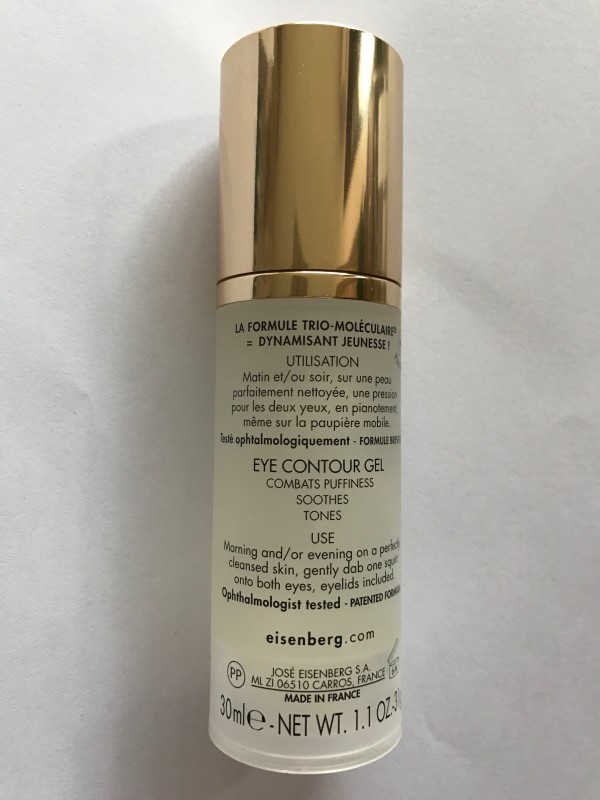 LA FORMULE TRIO-MOLÉCULAIRE®
= DYNAMISANT JEUNESSE !
UTILISATION
Matin et/ou soir, sur une peau
parfaitement nettoyée, une pression
pour les deux yeux, en pianotement,
même sur la paupière mobile.
Testé ophtalmologiquement - FORMULE
EYE CONTOUR GEL
COMBATS PUFFINESS
SOOTHES
TONES
USE
Morning and/or evening on a
cleansed skin, gently dab one squirt
onto both eyes, eyelids included.
Ophthalmologist tested - PATENTED
eisenberg.com
PP
JOSÉ EISENBERG S.A.
ML ZI 06510 CARROS, FRANCE
MADE IN FRANCE
30ml℮-NET WT. 1.1 OZ.